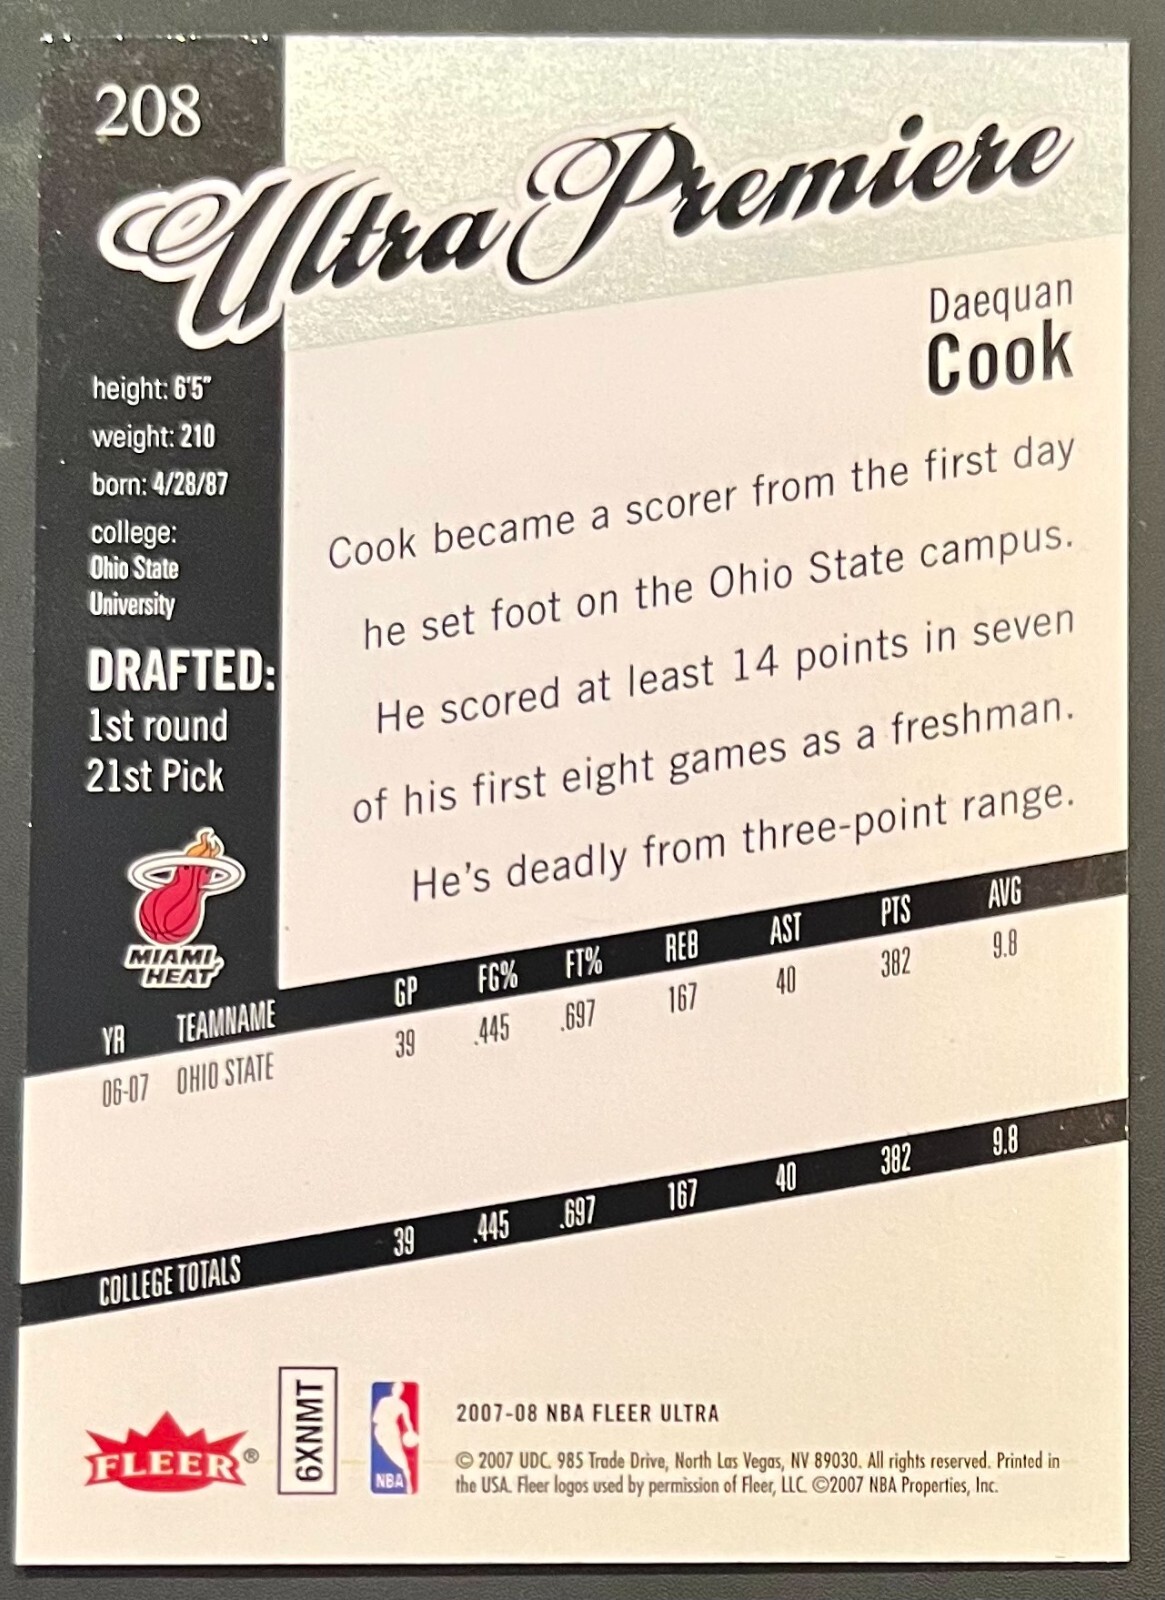 208
Ultra Premiere
Daequan
Cook
height: 6'5"
weight: 210
born: 4/28/87
college:
Ohio State
University
DRAFTED:
1st round
21st Pick
MIAMI
HEAT
Cook became a scorer from the first day
he set foot on the Ohio State campus.
He scored at least 14 points in seven
of his first eight games as a freshman.
He's deadly from three-point range.
YR TEAMNAME GP FG% FT% REB AST PTS AVG
06-07 OHIO STATE 39 .445 .697 167 40 382 9.8
COLLEGE TOTALS 39 .445 .697 167 40 382 9.8
FLEER®
6XNMT
NBA
2007-08 NBA FLEER ULTRA
© 2007 UDC. 985 Trade Drive, North Las Vegas, NV 89030. All rights reserved. Printed in
the USA. Fleer logos used by permission of Fleer, LLC. ©2007 NBA Properties, Inc.